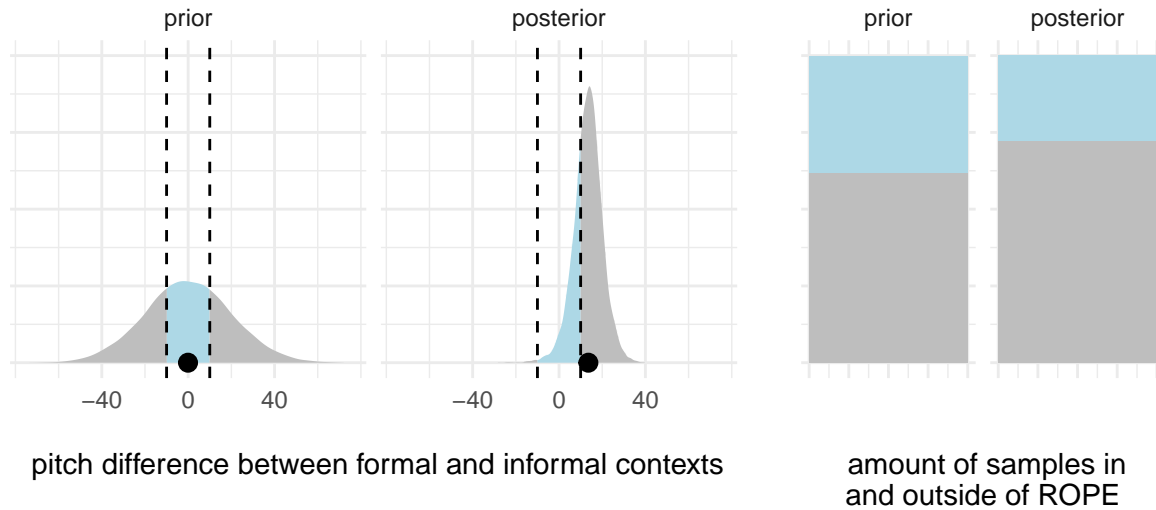 prior
posterior
prior
posterior
−40
0
40
−40
0
40
pitch difference between formal and informal contexts
amount of samples in
and outside of ROPE